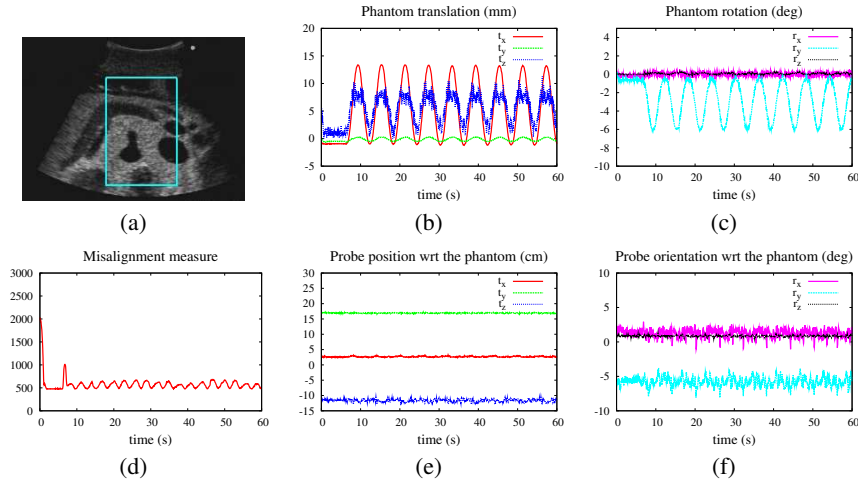 (a)
Phantom translation (mm)
20
15
10
5
0
-5
t_x
t_y
t_z
0 10 20 30 40 50 60
time (s)
(b)
Phantom rotation (deg)
4
2
0
-2
-4
-6
-8
-10
r_x
r_y
r_z
0 10 20 30 40 50 60
time (s)
(c)
Misalignment measure
3000
2500
2000
1500
1000
500
0
0 10 20 30 40 50 60
time (s)
(d)
Probe position wrt the phantom (cm)
30
25
20
15
10
5
0
-5
-10
-15
t_x
t_y
t_z
0 10 20 30 40 50 60
time (s)
(e)
Probe orientation wrt the phantom (deg)
10
5
0
-5
-10
r_x
r_y
r_z
0 10 20 30 40 50 60
time (s)
(f)